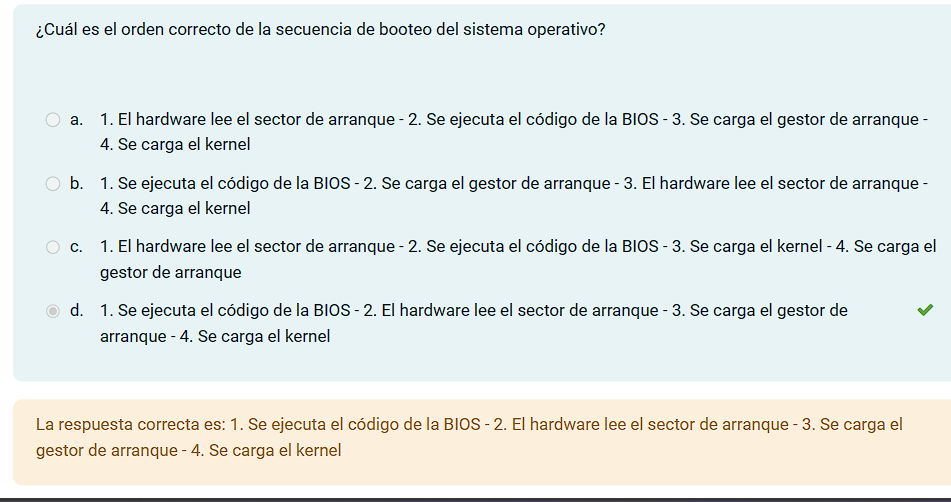 ¿Cuál es el orden correcto de la secuencia de booteo del sistema operativo?
a. 1. El hardware lee el sector de arranque - 2. Se ejecuta el código de la BIOS - 3. Se carga el gestor de arranque -
4. Se carga el kernel
b. 1. Se ejecuta el código de la BIOS - 2. Se carga el gestor de arranque - 3. El hardware lee el sector de arranque -
4. Se carga el kernel
c. 1. El hardware lee el sector de arranque - 2. Se ejecuta el código de la BIOS - 3. Se carga el kernel - 4. Se carga el
gestor de arranque
d. 1. Se ejecuta el código de la BIOS - 2. El hardware lee el sector de arranque - 3. Se carga el gestor de
arranque - 4. Se carga el kernel
La respuesta correcta es: 1. Se ejecuta el código de la BIOS - 2. El hardware lee el sector de arranque - 3. Se carga el
gestor de arranque - 4. Se carga el kernel